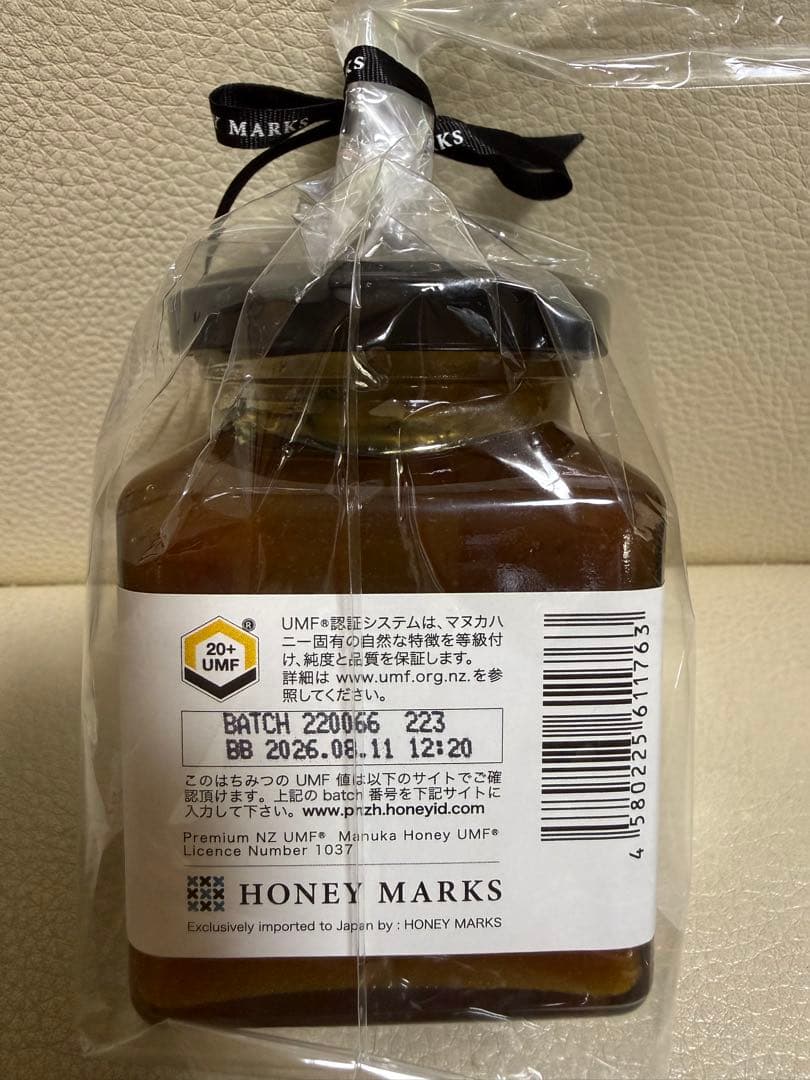 KS
MARKS
KS
20+
UMF
®
UMF®認証システムは、マヌカハ
ニー固有の自然な特徴を等級付
け、純度と品質を保証します。
詳細は www.umf.org.nz.を参
照してください。
BATCH 220066 223
BB 2026.08.11 12:20
このはちみつの UMF 値は以下のサイトでご確
認頂けます。上記の batch 番号を下記サイトに
入力して下さい。www.pnzh.honeyid.com
Premium NZ UMF® Manuka Honey UMF®
Licence Number 1037
HONEY MARKS
Exclusively imported to Japan by : HONEY MARKS
4 580225 611763